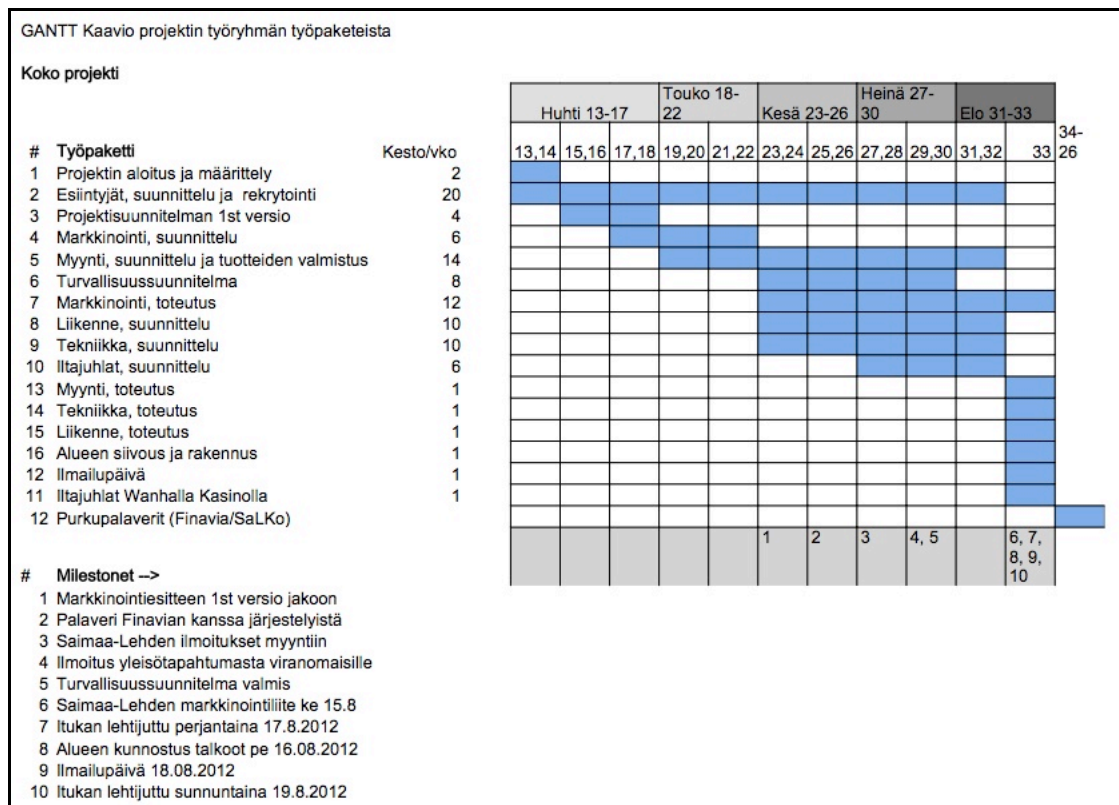 GANTT Kaavio projektin työryhmän työpaketeista
Koko projekti
Huhti 13-17 Touko 18-22 Kesä 23-26 Heinä 27-30 Elo 31-33
# Työpaketti Kesto/vko 13,14 15,16 17,18 19,20 21,22 23,24 25,26 27,28 29,30 31,32 33 34-26
1 Projektin aloitus ja määrittely 2
2 Esiintyjät, suunnittelu ja rekrytointi 20
3 Projektisuunnitelman 1st versio 4
4 Markkinointi, suunnittelu 6
5 Myynti, suunnittelu ja tuotteiden valmistus 14
6 Turvallisuussuunnitelma 8
7 Markkinointi, toteutus 12
8 Liikenne, suunnittelu 10
9 Tekniikka, suunnittelu 10
10 Iltajuhlat, suunnittelu 6
13 Myynti, toteutus 1
14 Tekniikka, toteutus 1
15 Liikenne, toteutus 1
16 Alueen siivous ja rakennus 1
12 Ilmailupäivä 1
11 Iltajuhlat Wanhalla Kasinolla 1
12 Purkupalaverit (Finavia/SaLKo)
1 2 3 4, 5 6, 7, 8, 9, 10
# Milestonet -->
1 Markkinointiesitteen 1st versio jakoon
2 Palaveri Finavian kanssa järjestelyistä
3 Saimaa-Lehden ilmoitukset myyntiin
4 Ilmoitus yleisötapahtumasta viranomaisille
5 Turvallisuussuunnitelma valmis
6 Saimaa-Lehden markkinointiliite ke 15.8
7 Itukan lehtijuttu perjantaina 17.8.2012
8 Alueen kunnostus talkoot pe 16.08.2012
9 Ilmailupäivä 18.08.2012
10 Itukan lehtijuttu sunnuntaina 19.8.2012